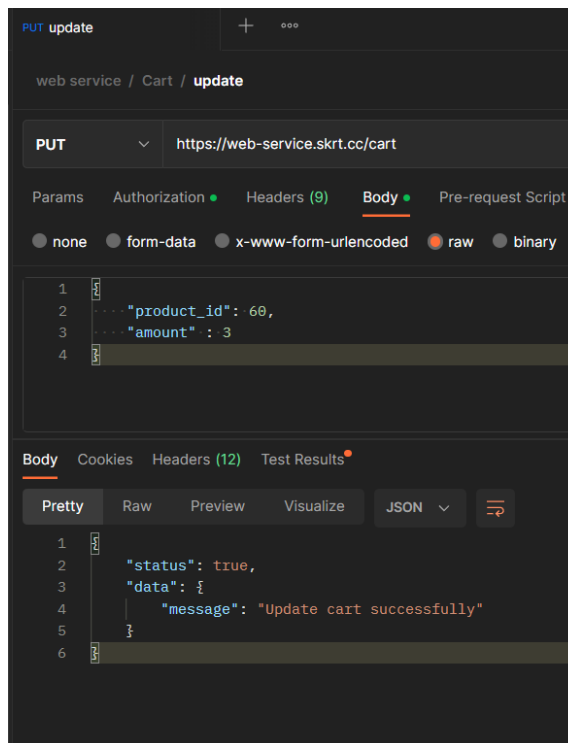 PUT update
web service / Cart / update
PUT https://web-service.skrt.cc/cart
Params Authorization Headers (9) Body Pre-request Script
none form-data x-www-form-urlencoded raw binary
1 {
2 "product_id": 60,
3 "amount" : 3
4 }
Body Cookies Headers (12) Test Results
Pretty Raw Preview Visualize JSON
1 {
2 "status": true,
3 "data": {
4 "message": "Update cart successfully"
5 }
6 }